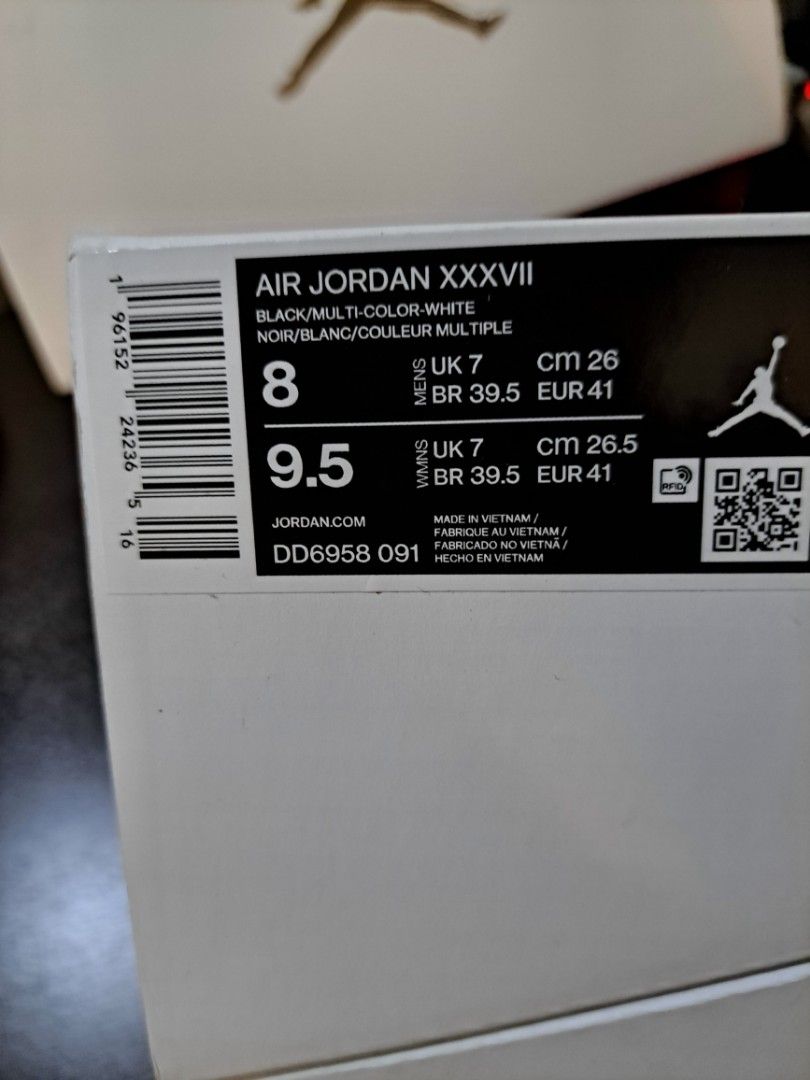 AIR JORDAN XXXVII
BLACK/MULTI-COLOR-WHITE
NOIR/BLANC/COULEUR MULTIPLE
8
MENS
UK 7 cm 26
BR 39.5 EUR 41
9.5
WMNS
UK 7 cm 26.5
BR 39.5 EUR 41
RFID
JORDAN.COM
DD6958 091
MADE IN VIETNAM /
FABRIQUE AU VIETNAM /
FABRICADO NO VIETNÃ /
HECHO EN VIETNAM
1 96152 24236 5 16